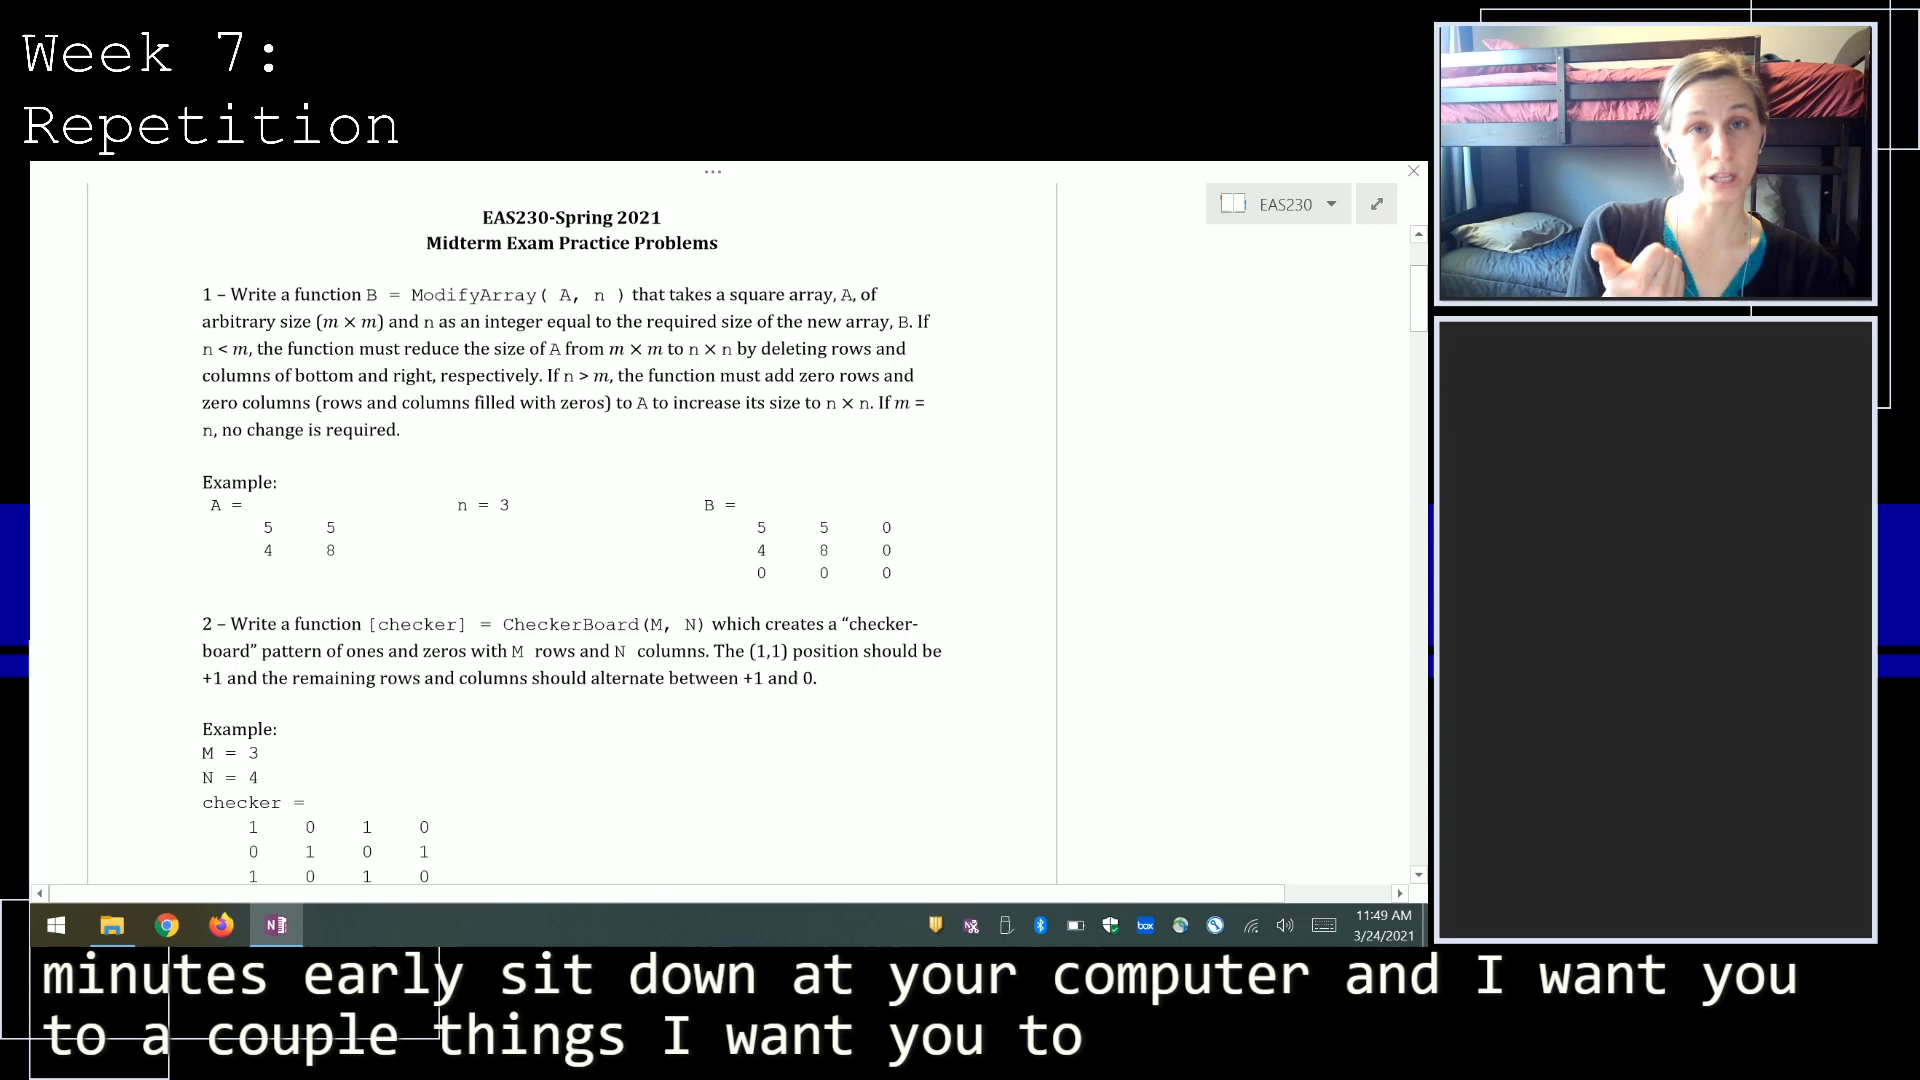 Week 7:
Repetition
EAS230
EAS230-Spring 2021
Midterm Exam Practice Problems
1 – Write a function B = ModifyArray( A, n ) that takes a square array, A, of
arbitrary size (m × m) and n as an integer equal to the required size of the new array, B. If
n < m, the function must reduce the size of A from m × m to n × n by deleting rows and
columns of bottom and right, respectively. If n > m, the function must add zero rows and
zero columns (rows and columns filled with zeros) to A to increase its size to n × n. If m =
n, no change is required.
Example:
A = n = 3 B =
5 5 5 5 0
4 8 4 8 0
0 0 0
2 – Write a function [checker] = CheckerBoard(M, N) which creates a “checker-
board” pattern of ones and zeros with M rows and N columns. The (1,1) position should be
+1 and the remaining rows and columns should alternate between +1 and 0.
Example:
M = 3
N = 4
checker =
1 0 1 0
0 1 0 1
1 0 1 0
N
box
11:49 AM
3/24/2021
minutes early sit down at your computer and I want you
to a couple things I want you to